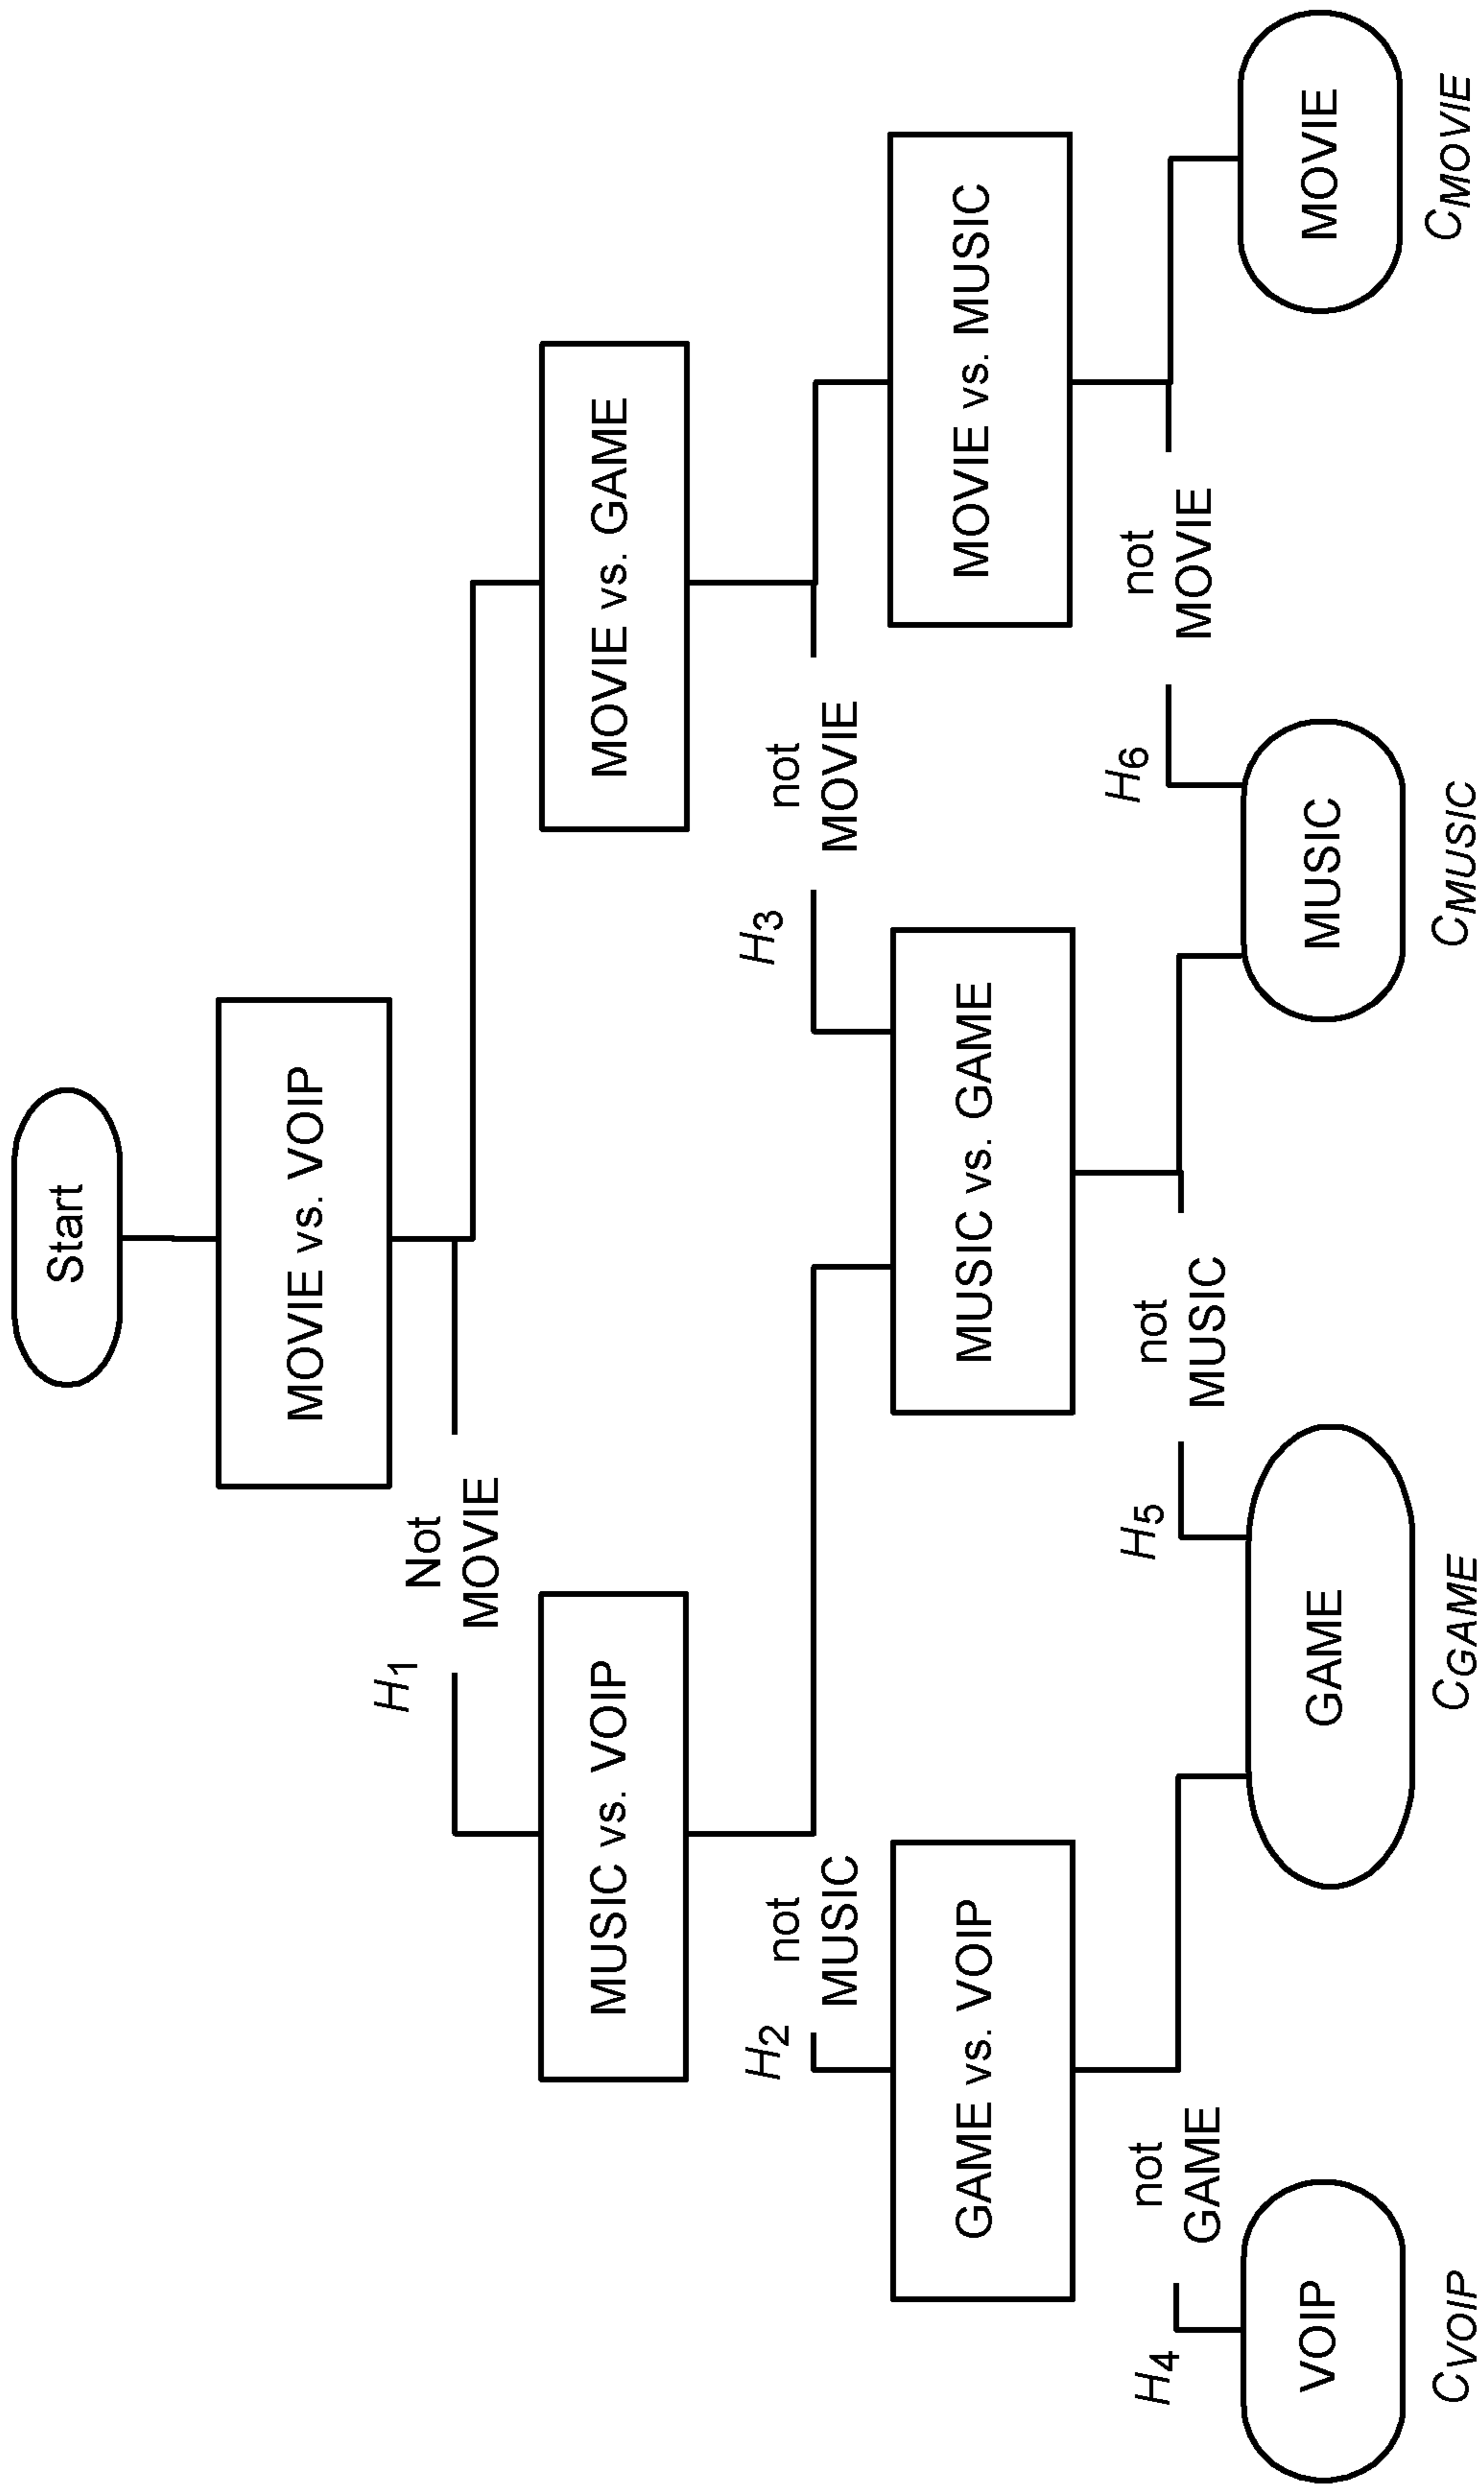 Start
MOVIE vs. VOIP
H1
Not
MOVIE
MUSIC vs. VOIP
MOVIE vs. GAME
H2
not
MUSIC
H3
not
MOVIE
GAME vs. VOIP
MUSIC vs. GAME
MOVIE vs. MUSIC
H4
not
GAME
H5
not
MUSIC
H6
not
MOVIE
VOIP
GAME
MUSIC
MOVIE
CVOIP
CGAME
CMUSIC
CMOVIE